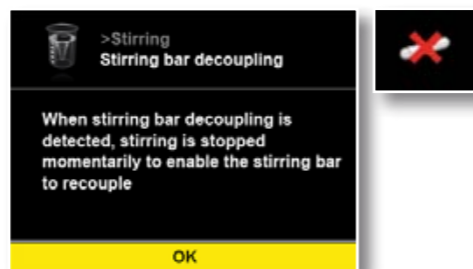 >Stirring
Stirring bar decoupling
When stirring bar decoupling is
detected, stirring is stopped
momentarily to enable the stirring bar
to recouple
OK